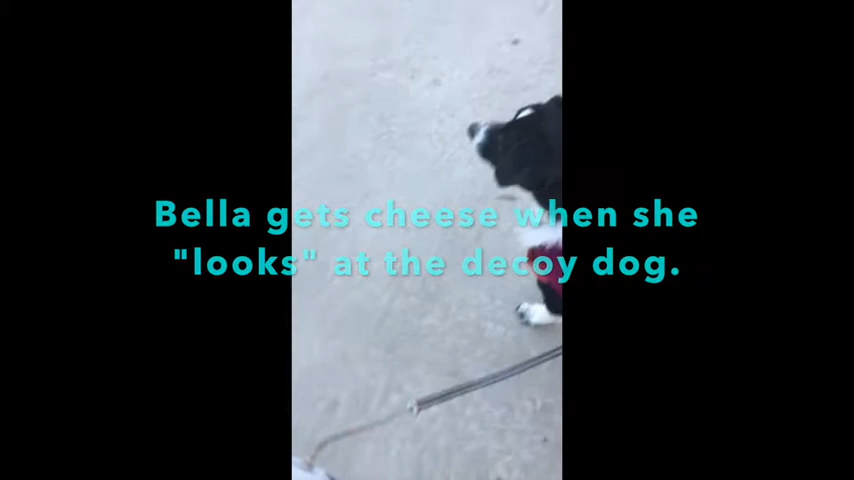 Bella gets cheese when she
"looks" at the decoy dog.